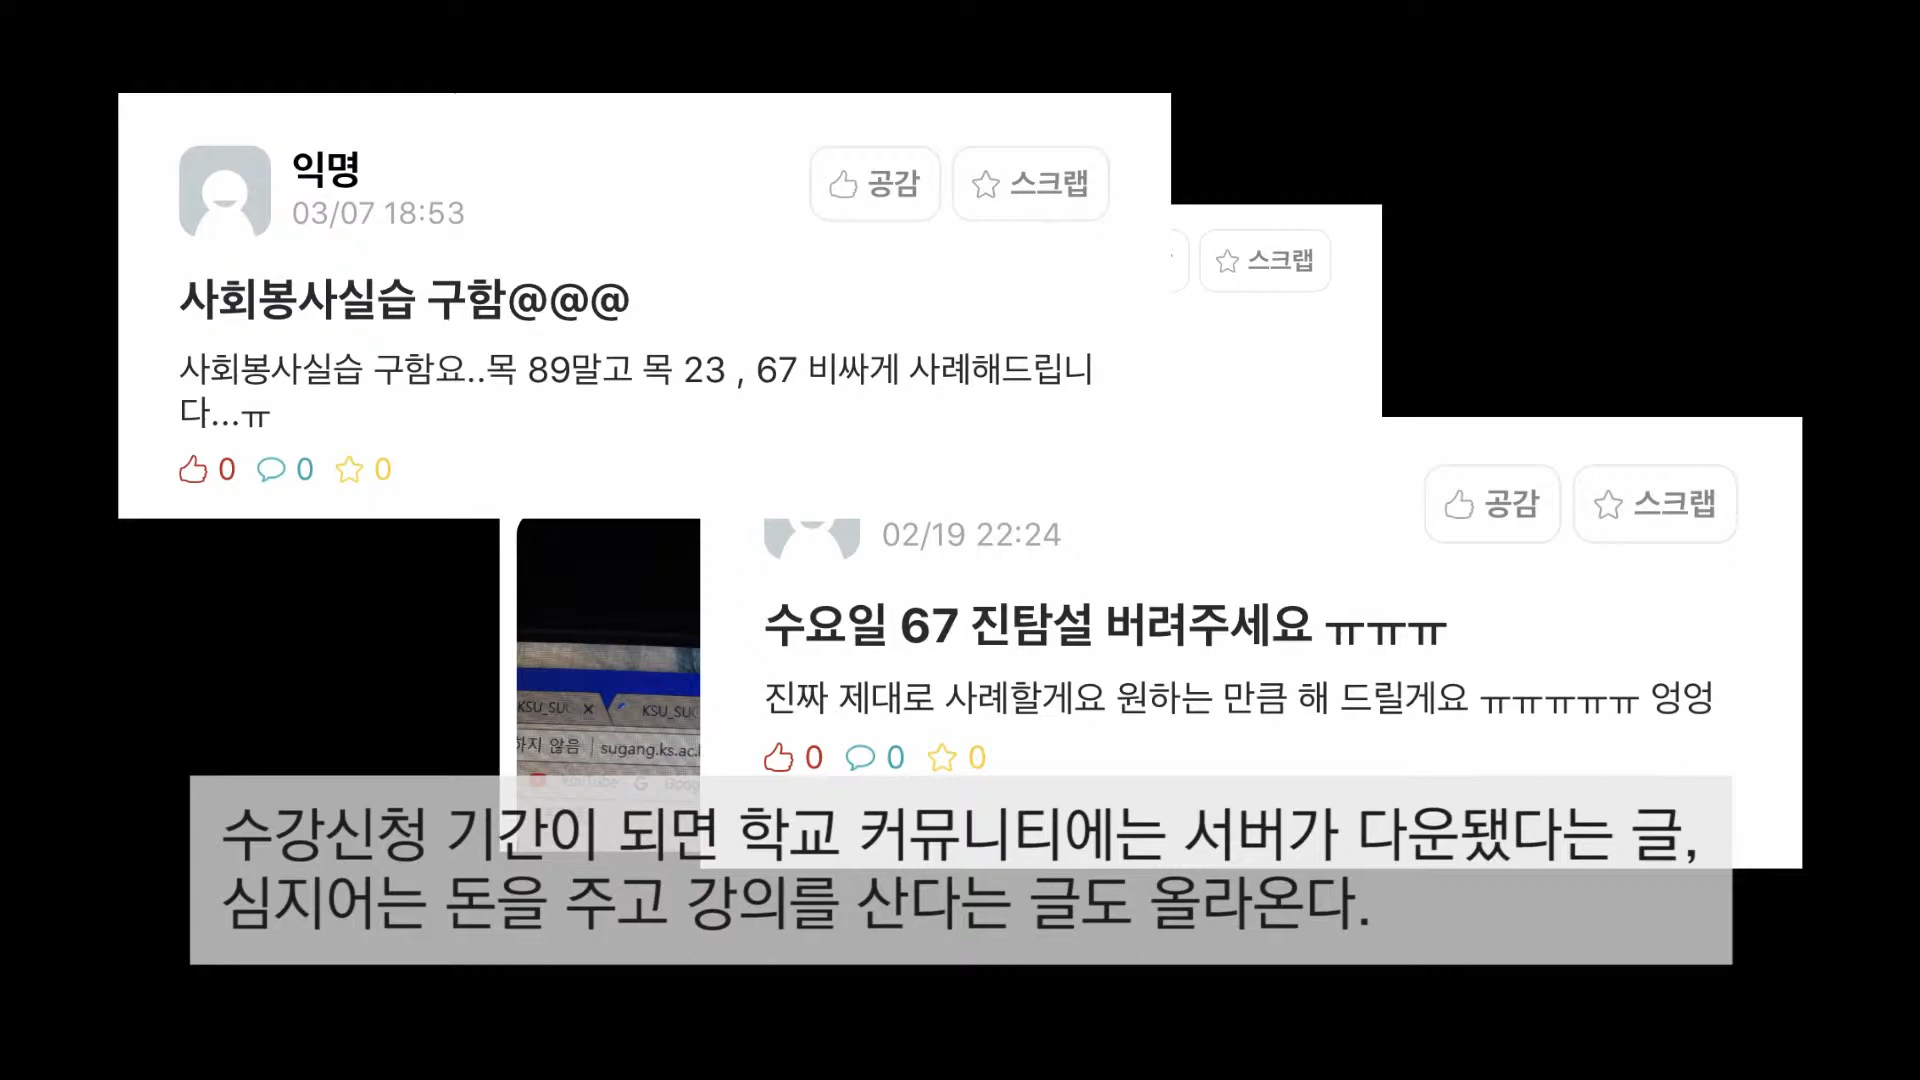 익명
03/07 18:53
공감
스크랩
사회봉사실습 구함@@@
사회봉사실습 구함요..목 89말고 목 23 , 67 비싸게 사례해드립니
다...ㅠ
0 0 0
스크랩
공감
스크랩
02/19 22:24
수요일 67 진탐설 버려주세요 ㅠㅠㅠ
진짜 제대로 사례할게요 원하는 만큼 해 드릴게요 ㅠㅠㅠㅠㅠ 엉엉
0 0 0
KSU_SU
KSU_SU
하지 않음 | sugang.ks.ac.
YouTube
수강신청 기간이 되면 학교 커뮤니티에는 서버가 다운됐다는 글,
심지어는 돈을 주고 강의를 산다는 글도 올라온다.